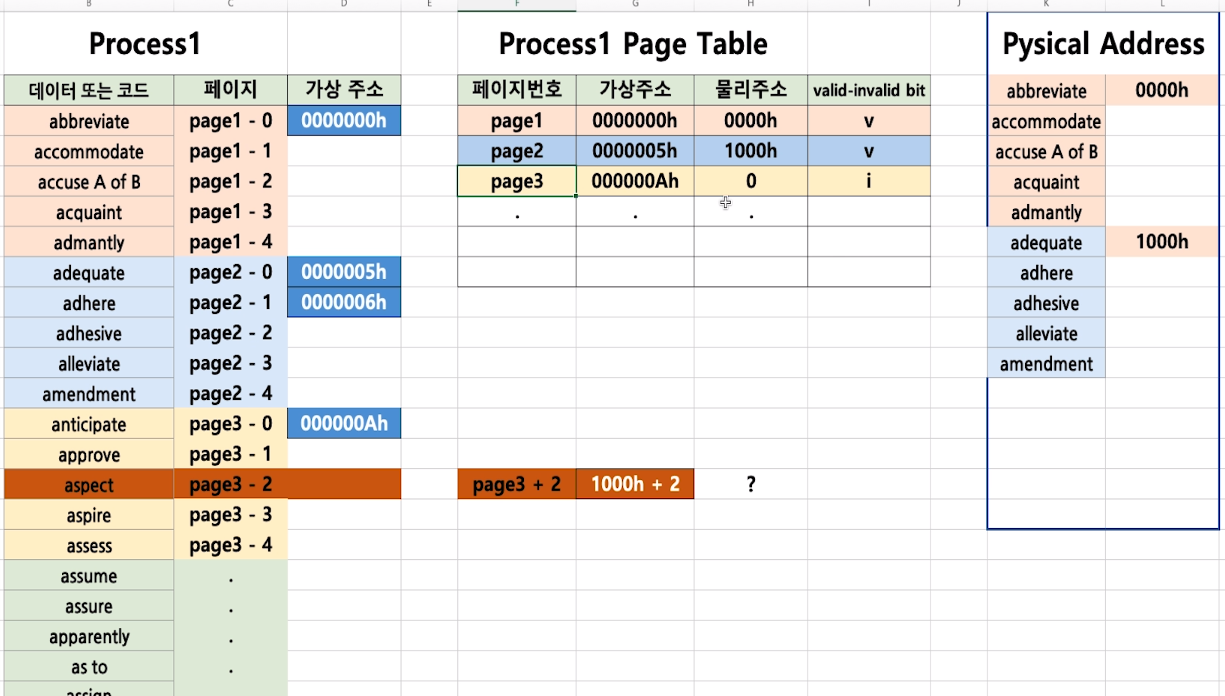 B C D E F G H I J K L
Process1 Process1 Page Table Pysical Address
데이터 또는 코드 페이지 가상 주소 페이지번호 가상주소 물리주소 valid-invalid bit abbreviate 0000h
abbreviate page1 - 0 0000000h page1 0000000h 0000h v accommodate
accommodate page1 - 1 page2 0000005h 1000h v accuse A of B
accuse A of B page1 - 2 page3 000000Ah 0 i acquaint
acquaint page1 - 3 . . . admantly
admantly page1 - 4 adequate 1000h
adequate page2 - 0 0000005h adhere
adhere page2 - 1 0000006h adhesive
adhesive page2 - 2 alleviate
alleviate page2 - 3 amendment
amendment page2 - 4
anticipate page3 - 0 000000Ah
approve page3 - 1
aspect page3 - 2 page3 + 2 1000h + 2 ?
aspire page3 - 3
assess page3 - 4
assume .
assure .
apparently .
as to .
assign